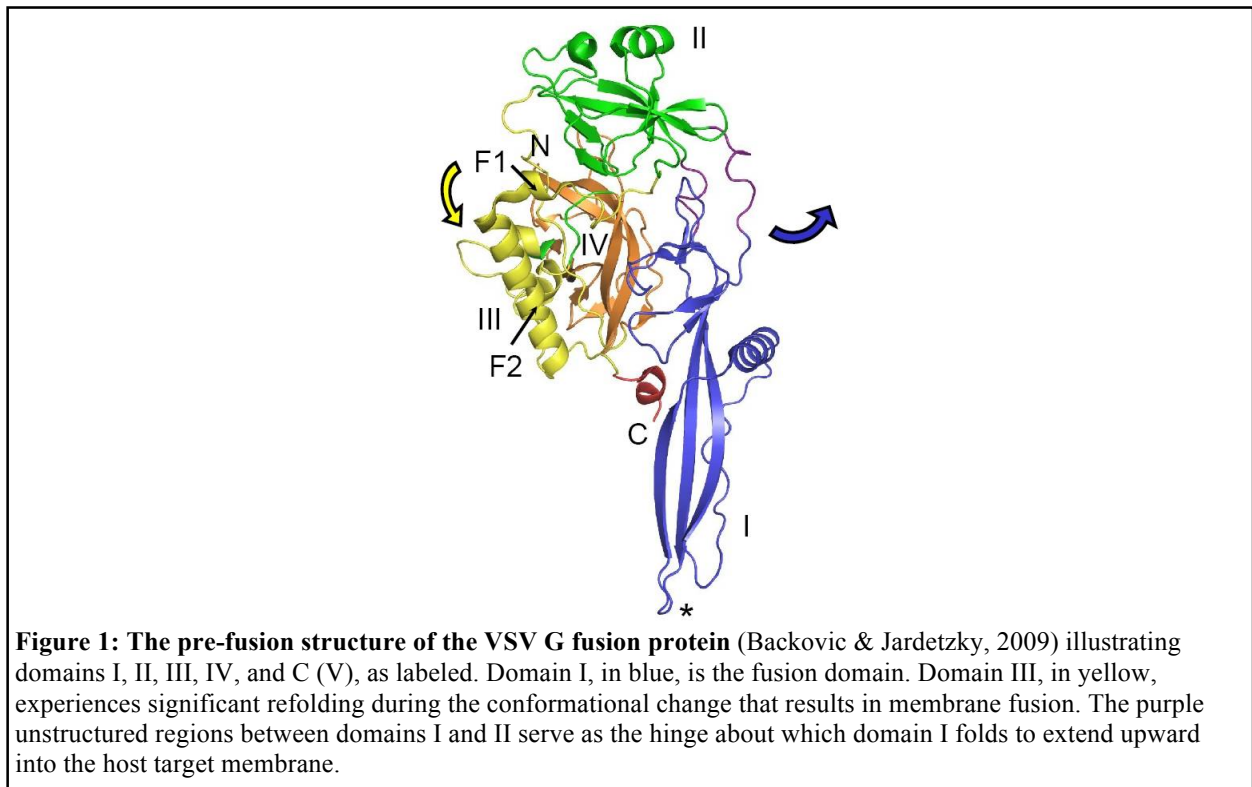 II
N
F1
IV
III
F2
C
I
*
Figure 1: The pre-fusion structure of the VSV G fusion protein (Backovic & Jardetzky, 2009) illustrating
domains I, II, III, IV, and C (V), as labeled. Domain I, in blue, is the fusion domain. Domain III, in yellow,
experiences significant refolding during the conformational change that results in membrane fusion. The purple
unstructured regions between domains I and II serve as the hinge about which domain I folds to extend upward
into the host target membrane.